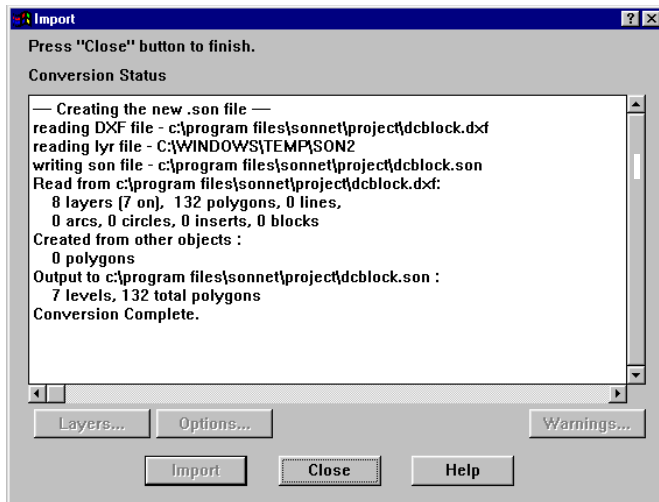 Import
Press "Close" button to finish.
Conversion Status
— Creating the new .son file —
reading DXF file - c:\program files\sonnet\project\dcblock.dxf
reading lyr file - C:\WINDOWS\TEMP\SON2
writing son file - c:\program files\sonnet\project\dcblock.son
Read from c:\program files\sonnet\project\dcblock.dxf:
8 layers (7 on), 132 polygons, 0 lines,
0 arcs, 0 circles, 0 inserts, 0 blocks
Created from other objects :
0 polygons
Output to c:\program files\sonnet\project\dcblock.son :
7 levels, 132 total polygons
Conversion Complete.
Layers... Options... Warnings...
Import Close Help